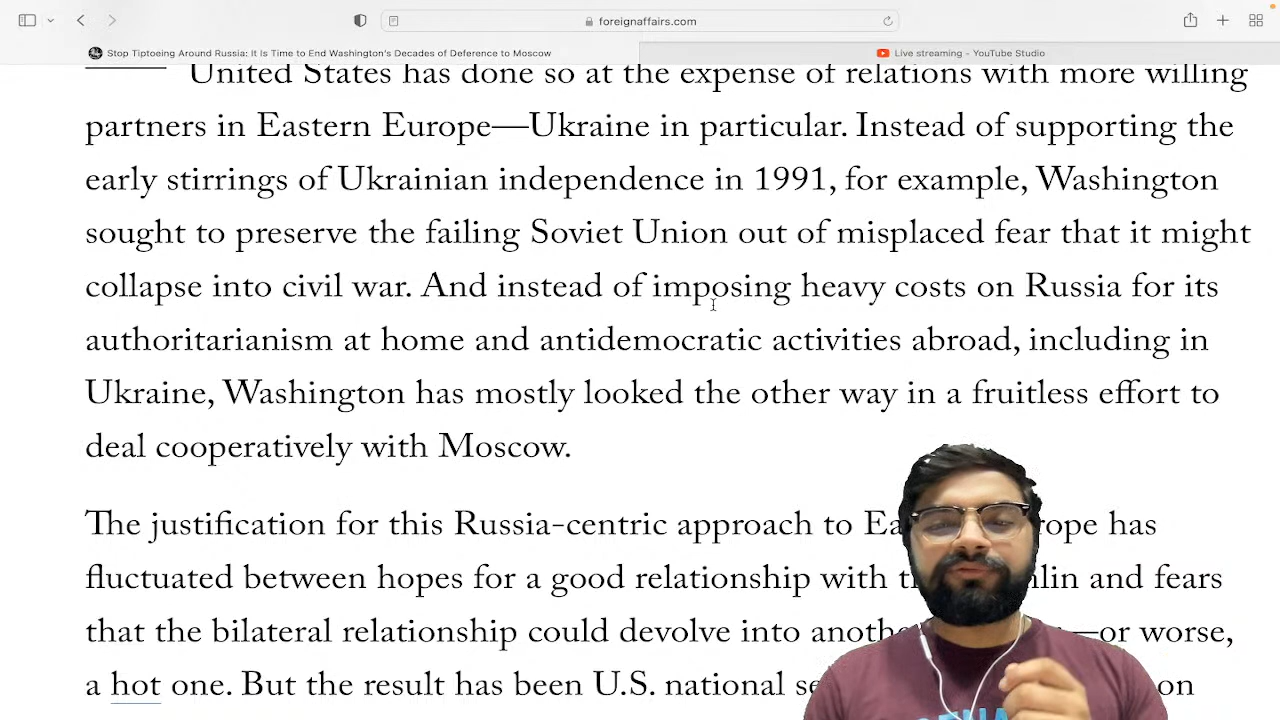 foreignaffairs.com
Stop Tiptoeing Around Russia: It Is Time to End Washington's Decades of Deference to Moscow
Live streaming - YouTube Studio
United States has done so at the expense of relations with more willing
partners in Eastern Europe—Ukraine in particular. Instead of supporting the
early stirrings of Ukrainian independence in 1991, for example, Washington
sought to preserve the failing Soviet Union out of misplaced fear that it might
collapse into civil war. And instead of imposing heavy costs on Russia for its
authoritarianism at home and antidemocratic activities abroad, including in
Ukraine, Washington has mostly looked the other way in a fruitless effort to
deal cooperatively with Moscow.
The justification for this Russia-centric approach to Ea ope has
fluctuated between hopes for a good relationship with t lin and fears
that the bilateral relationship could devolve into anothe —or worse,
a hot one. But the result has been U.S. national se on